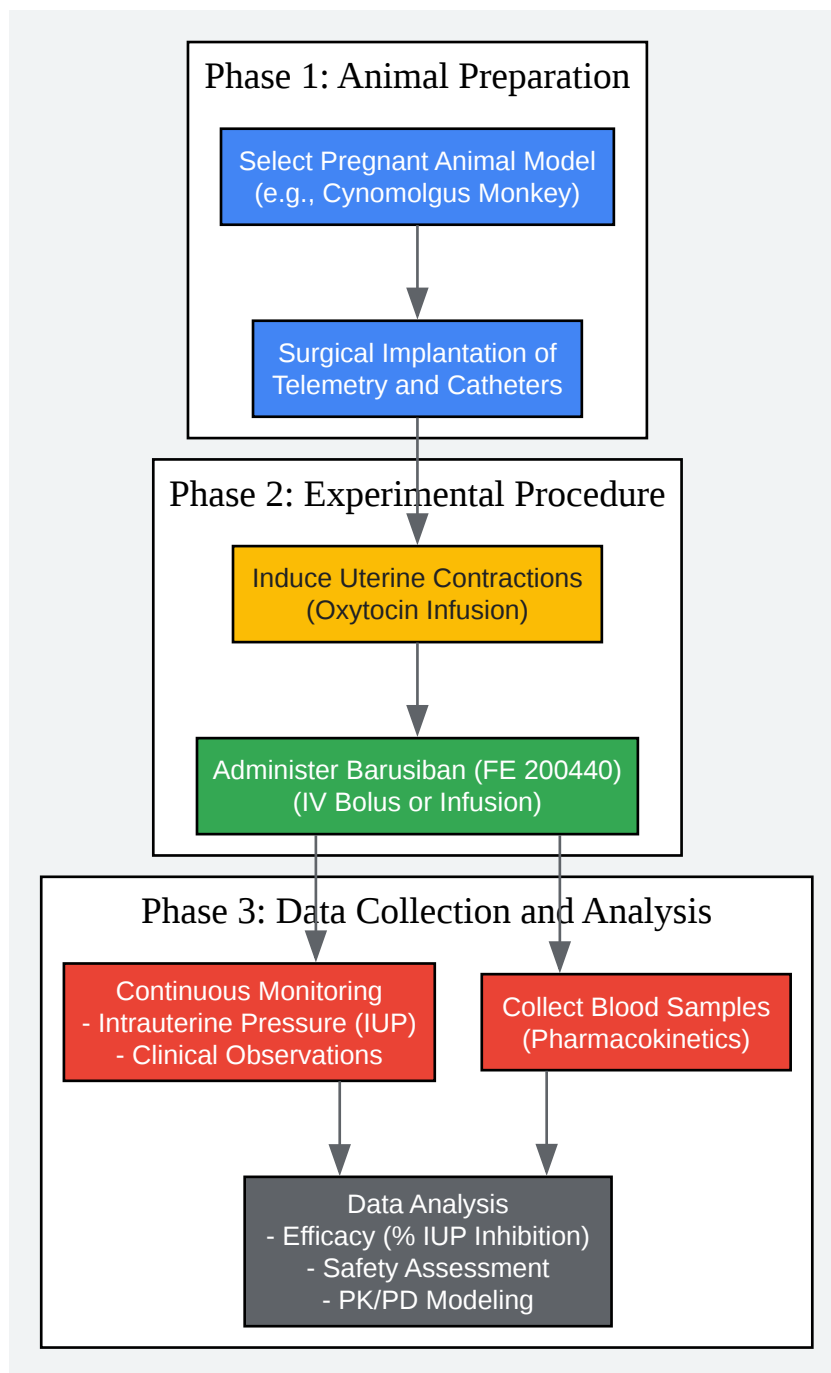 Phase 1: Animal Preparation
Select Pregnant Animal Model
(e.g., Cynomolgus Monkey)
Surgical Implantation of
Telemetry and Catheters
Phase 2: Experimental Procedure
Induce Uterine Contractions
(Oxytocin Infusion)
Administer Barusiban (FE 200440)
(IV Bolus or Infusion)
Phase 3: Data Collection and Analysis
Continuous Monitoring
- Intrauterine Pressure (IUP)
- Clinical Observations
Collect Blood Samples
(Pharmacokinetics)
Data Analysis
- Efficacy (% IUP Inhibition)
- Safety Assessment
- PK/PD Modeling